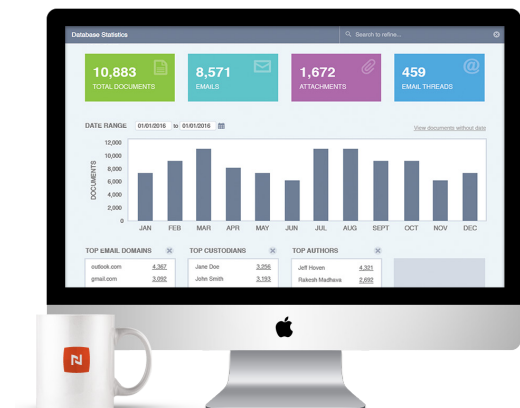 Database Statistics
Search to refine...
10,883
TOTAL DOCUMENTS
8,571
EMAILS
1,672
ATTACHMENTS
459
EMAIL THREADS
@
DATE RANGE 01/01/2016 to 01/01/2016
View documents without date
DOCUMENTS
12,000
10,000
8,000
6,000
4,000
2,000
0
JAN FEB MAR APR MAY JUN JUL AUG SEPT OCT NOV DEC
TOP EMAIL DOMAINS
outlook.com 4,367
gmail.com 3,092
TOP CUSTODIANS
Jane Doe 3,256
John Smith 3,193
TOP AUTHORS
Jeff Hoven 4,321
Rakesh Madhava 2,692
N